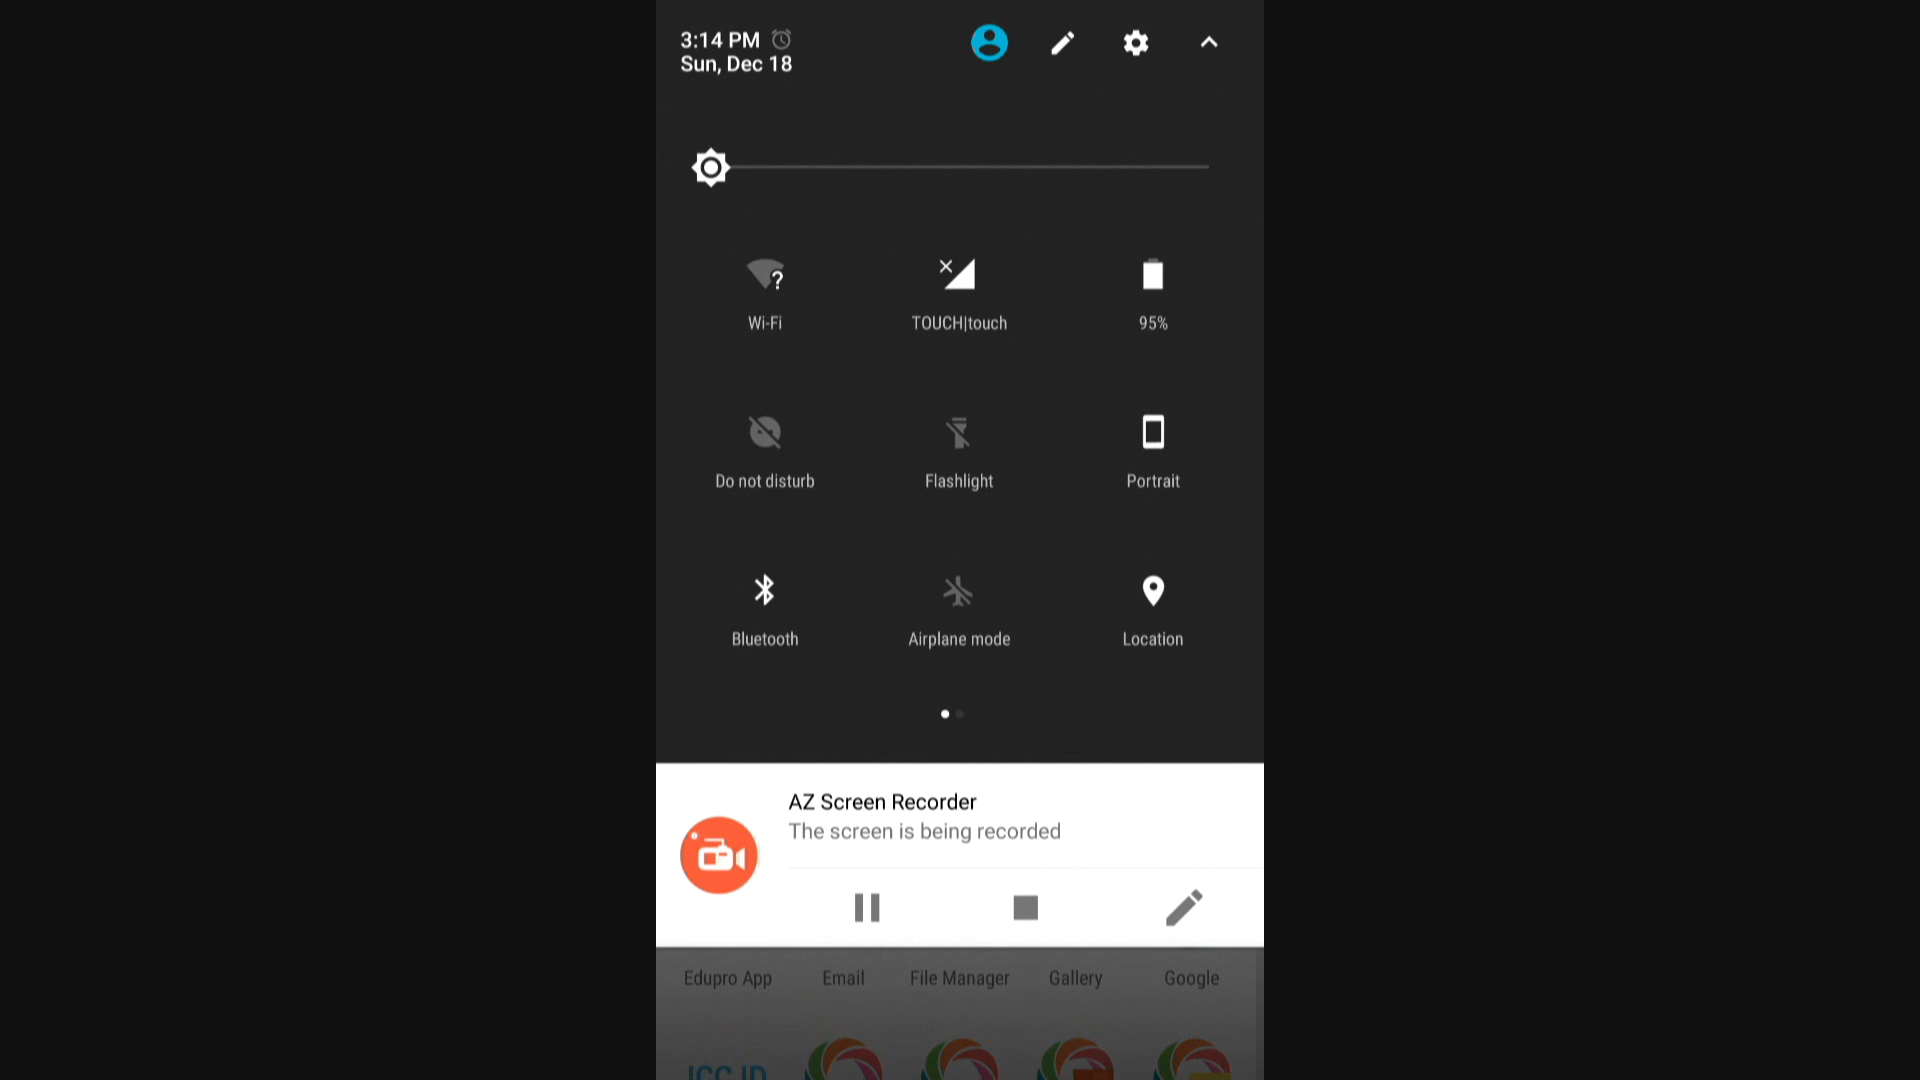 3:14 PM
Sun, Dec 18
?
Wi-Fi
TOUCH|touch
95%
Do not disturb
Flashlight
Portrait
Bluetooth
Airplane mode
Location
AZ Screen Recorder
The screen is being recorded
Edupro App
Email
File Manager
Gallery
Google